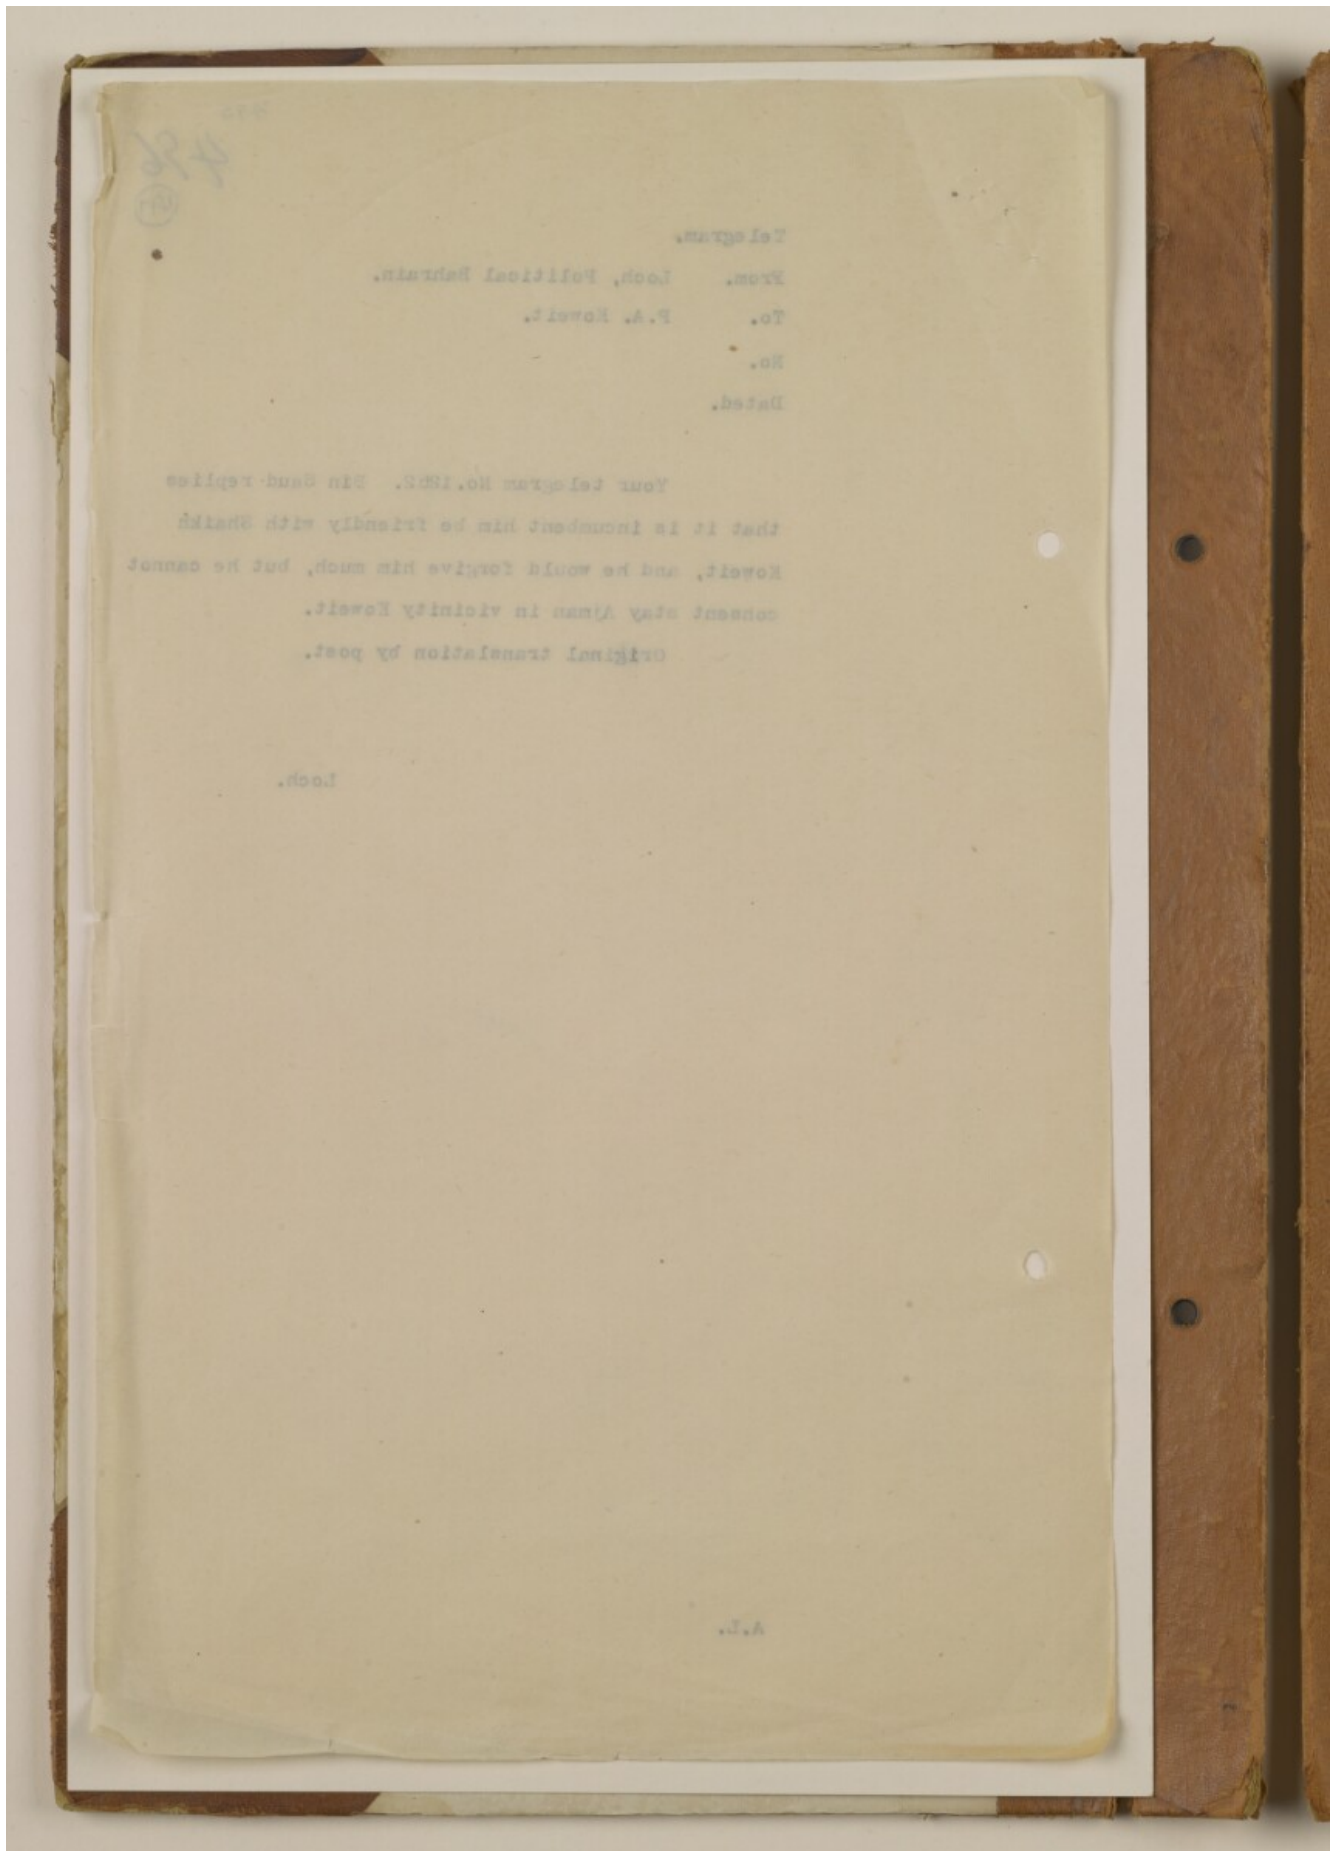 Telegram.
From. Loch, Political Bahrain.
To. P.A. Koweit.
No.
Dated.
Your telegram No. Bin Saud replies
that it is incumbent him be friendly with Shaikh
Koweit, and he would forgive him much, but he cannot
consent stay Ajman in vicinity Koweit.
Original translation by post.
Loch.
A.L.